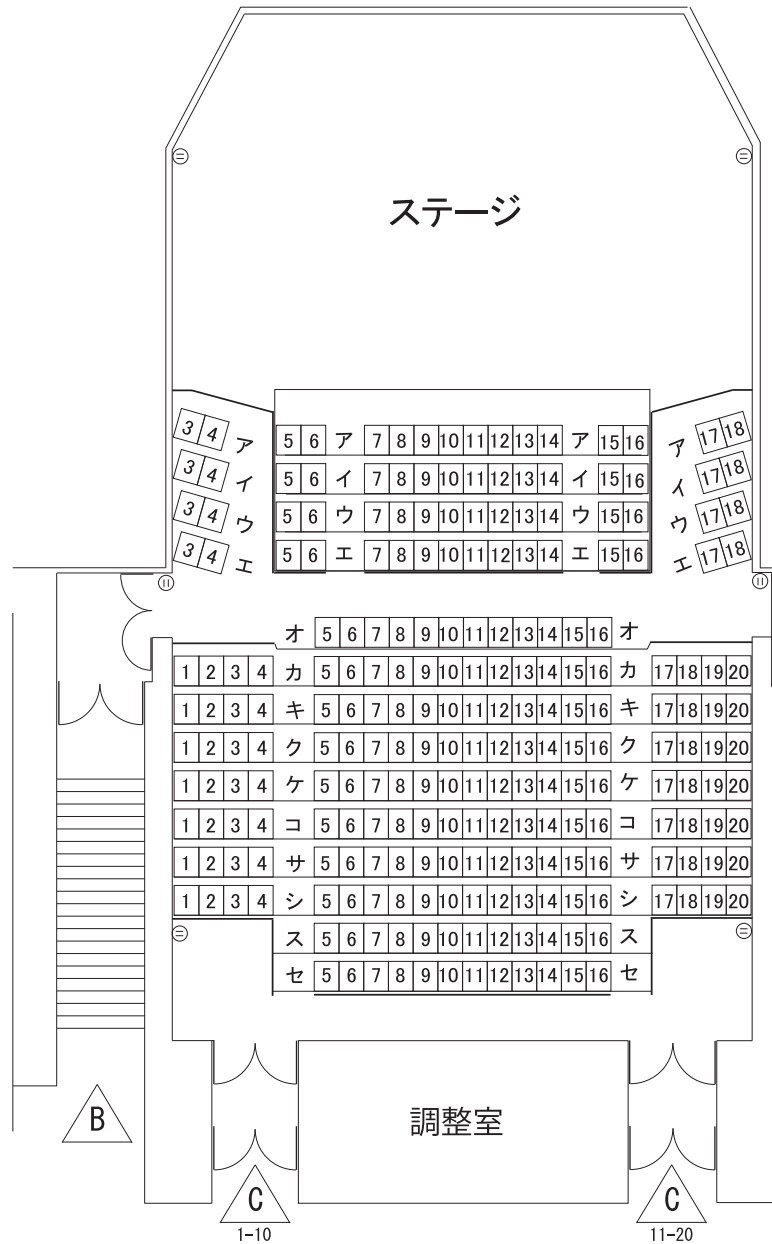 ステージ
3 4 ア 5 6 ア 7 8 9 10 11 12 13 14 ア 15 16 ア 17 18
3 4 イ 5 6 イ 7 8 9 10 11 12 13 14 イ 15 16 イ 17 18
3 4 ウ 5 6 ウ 7 8 9 10 11 12 13 14 ウ 15 16 ウ 17 18
3 4 エ 5 6 エ 7 8 9 10 11 12 13 14 エ 15 16 エ 17 18
オ 5 6 7 8 9 10 11 12 13 14 15 16 オ
1 2 3 4 カ 5 6 7 8 9 10 11 12 13 14 15 16 カ 17 18 19 20
1 2 3 4 キ 5 6 7 8 9 10 11 12 13 14 15 16 キ 17 18 19 20
1 2 3 4 ク 5 6 7 8 9 10 11 12 13 14 15 16 ク 17 18 19 20
1 2 3 4 ケ 5 6 7 8 9 10 11 12 13 14 15 16 ケ 17 18 19 20
1 2 3 4 コ 5 6 7 8 9 10 11 12 13 14 15 16 コ 17 18 19 20
1 2 3 4 サ 5 6 7 8 9 10 11 12 13 14 15 16 サ 17 18 19 20
1 2 3 4 シ 5 6 7 8 9 10 11 12 13 14 15 16 シ 17 18 19 20
ス 5 6 7 8 9 10 11 12 13 14 15 16 ス
セ 5 6 7 8 9 10 11 12 13 14 15 16 セ
B
調整室
C
1-10
C
11-20